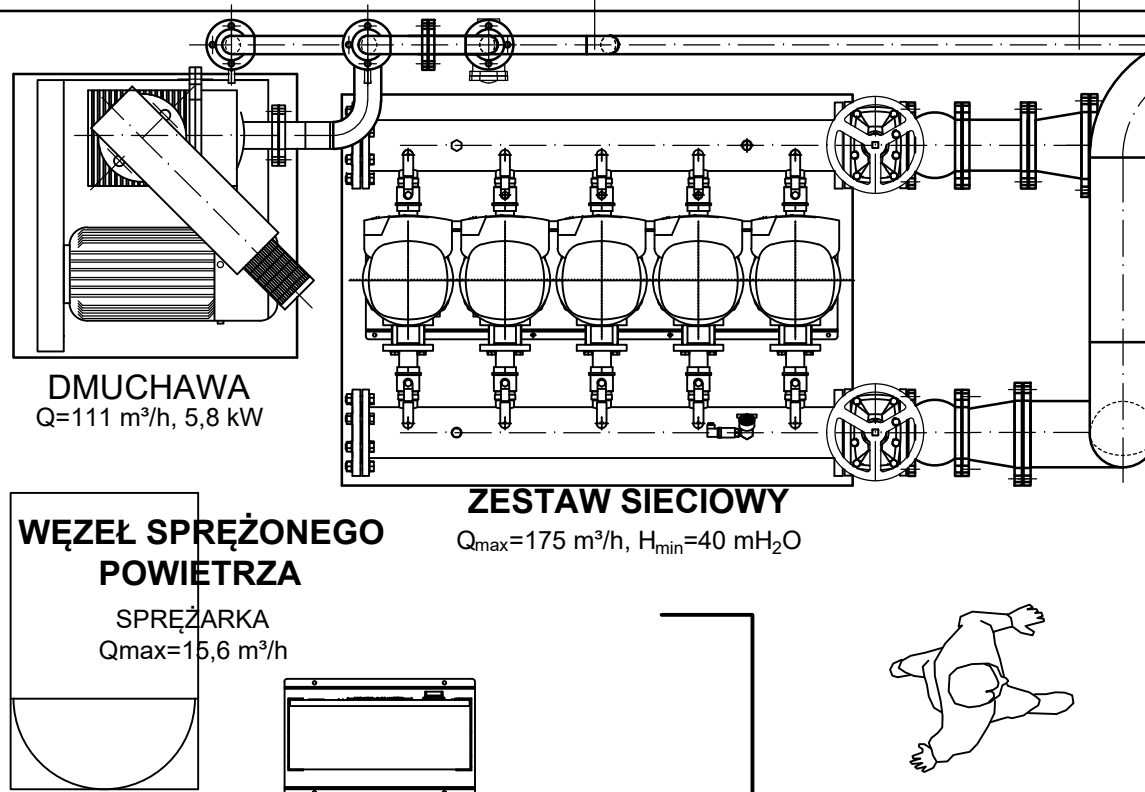 DMUCHAWA
Q=111 m³/h, 5,8 kW
ZESTAW SIECIOWY
Qmax=175 m³/h, Hmin=40 mH₂O
WĘZEŁ SPRĘŻONEGO
POWIETRZA
SPRĘŻARKA
Qmax=15,6 m³/h